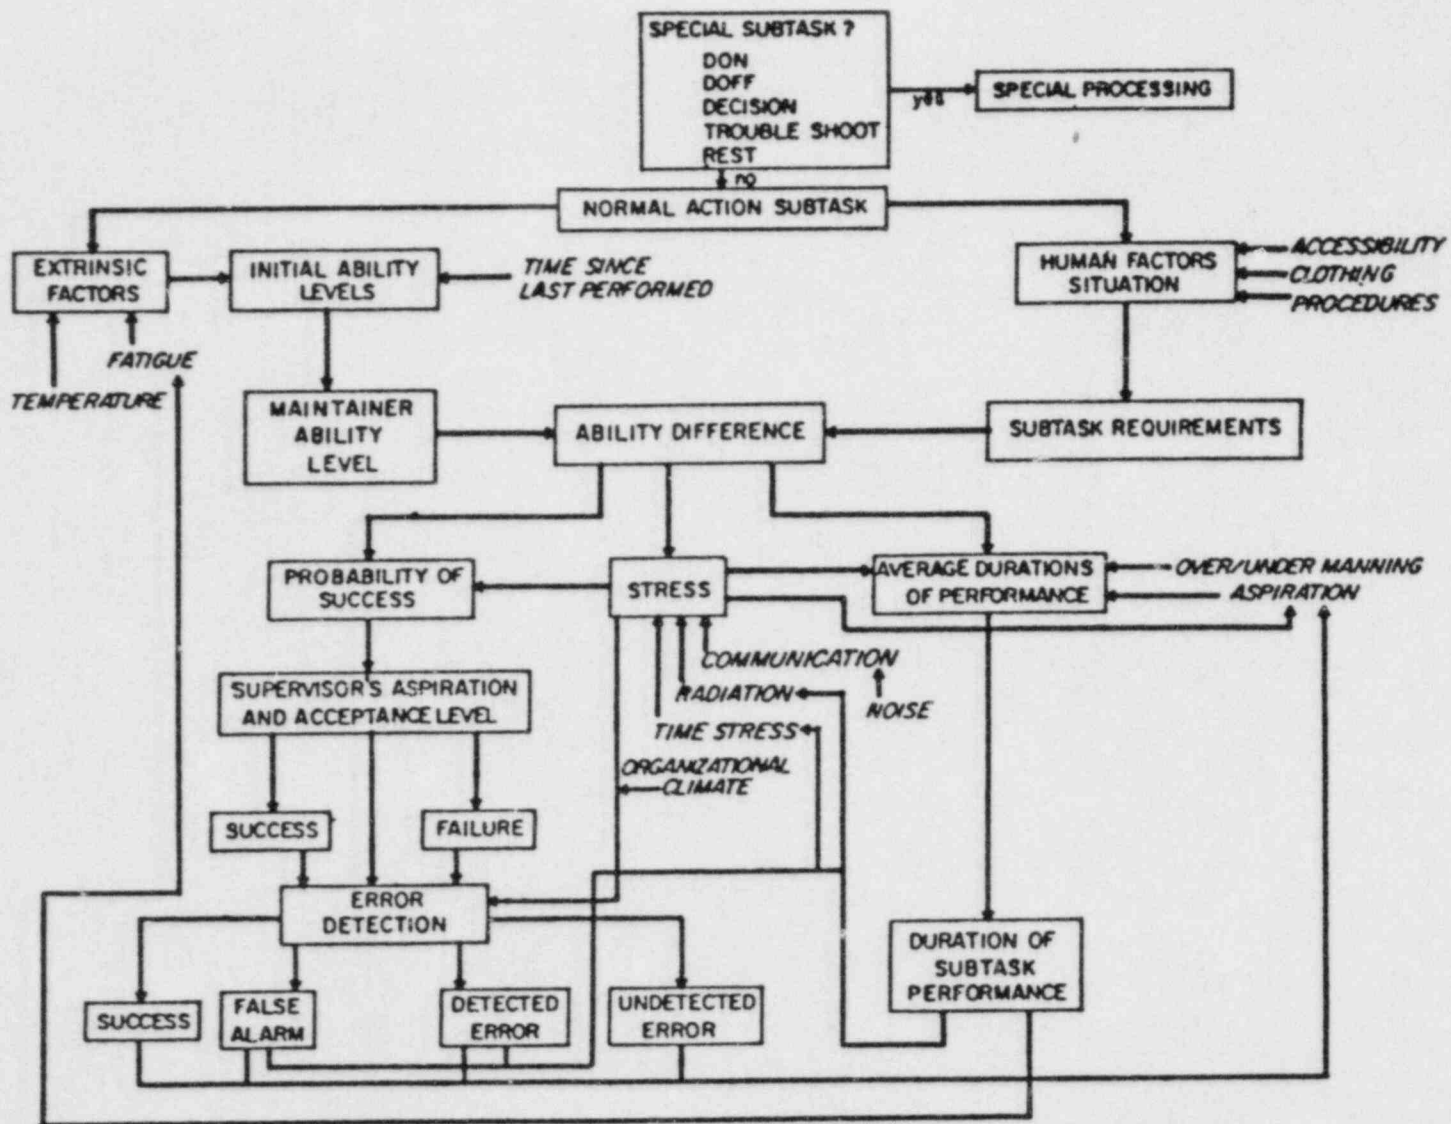 SPECIAL SUBTASK ?
DON
DOFF
DECISION
TROUBLE SHOOT
REST
yes
SPECIAL PROCESSING
no
NORMAL ACTION SUBTASK
EXTRINSIC
FACTORS
INITIAL ABILITY
LEVELS
TIME SINCE
LAST PERFORMED
HUMAN FACTORS
SITUATION
ACCESSIBILITY
CLOTHING
PROCEDURES
FATIGUE
TEMPERATURE
MAINTAINER
ABILITY
LEVEL
ABILITY DIFFERENCE
SUBTASK REQUIREMENTS
PROBABILITY OF
SUCCESS
STRESS
AVERAGE DURATIONS
OF PERFORMANCE
OVER/UNDER MANNING
ASPIRATION
COMMUNICATION
RADIATION
NOISE
TIME STRESS
ORGANIZATIONAL
CLIMATE
SUPERVISOR'S ASPIRATION
AND ACCEPTANCE LEVEL
SUCCESS
FAILURE
ERROR
DETECTION
DURATION OF
SUBTASK
PERFORMANCE
SUCCESS
FALSE
ALARM
DETECTED
ERROR
UNDETECTED
ERROR